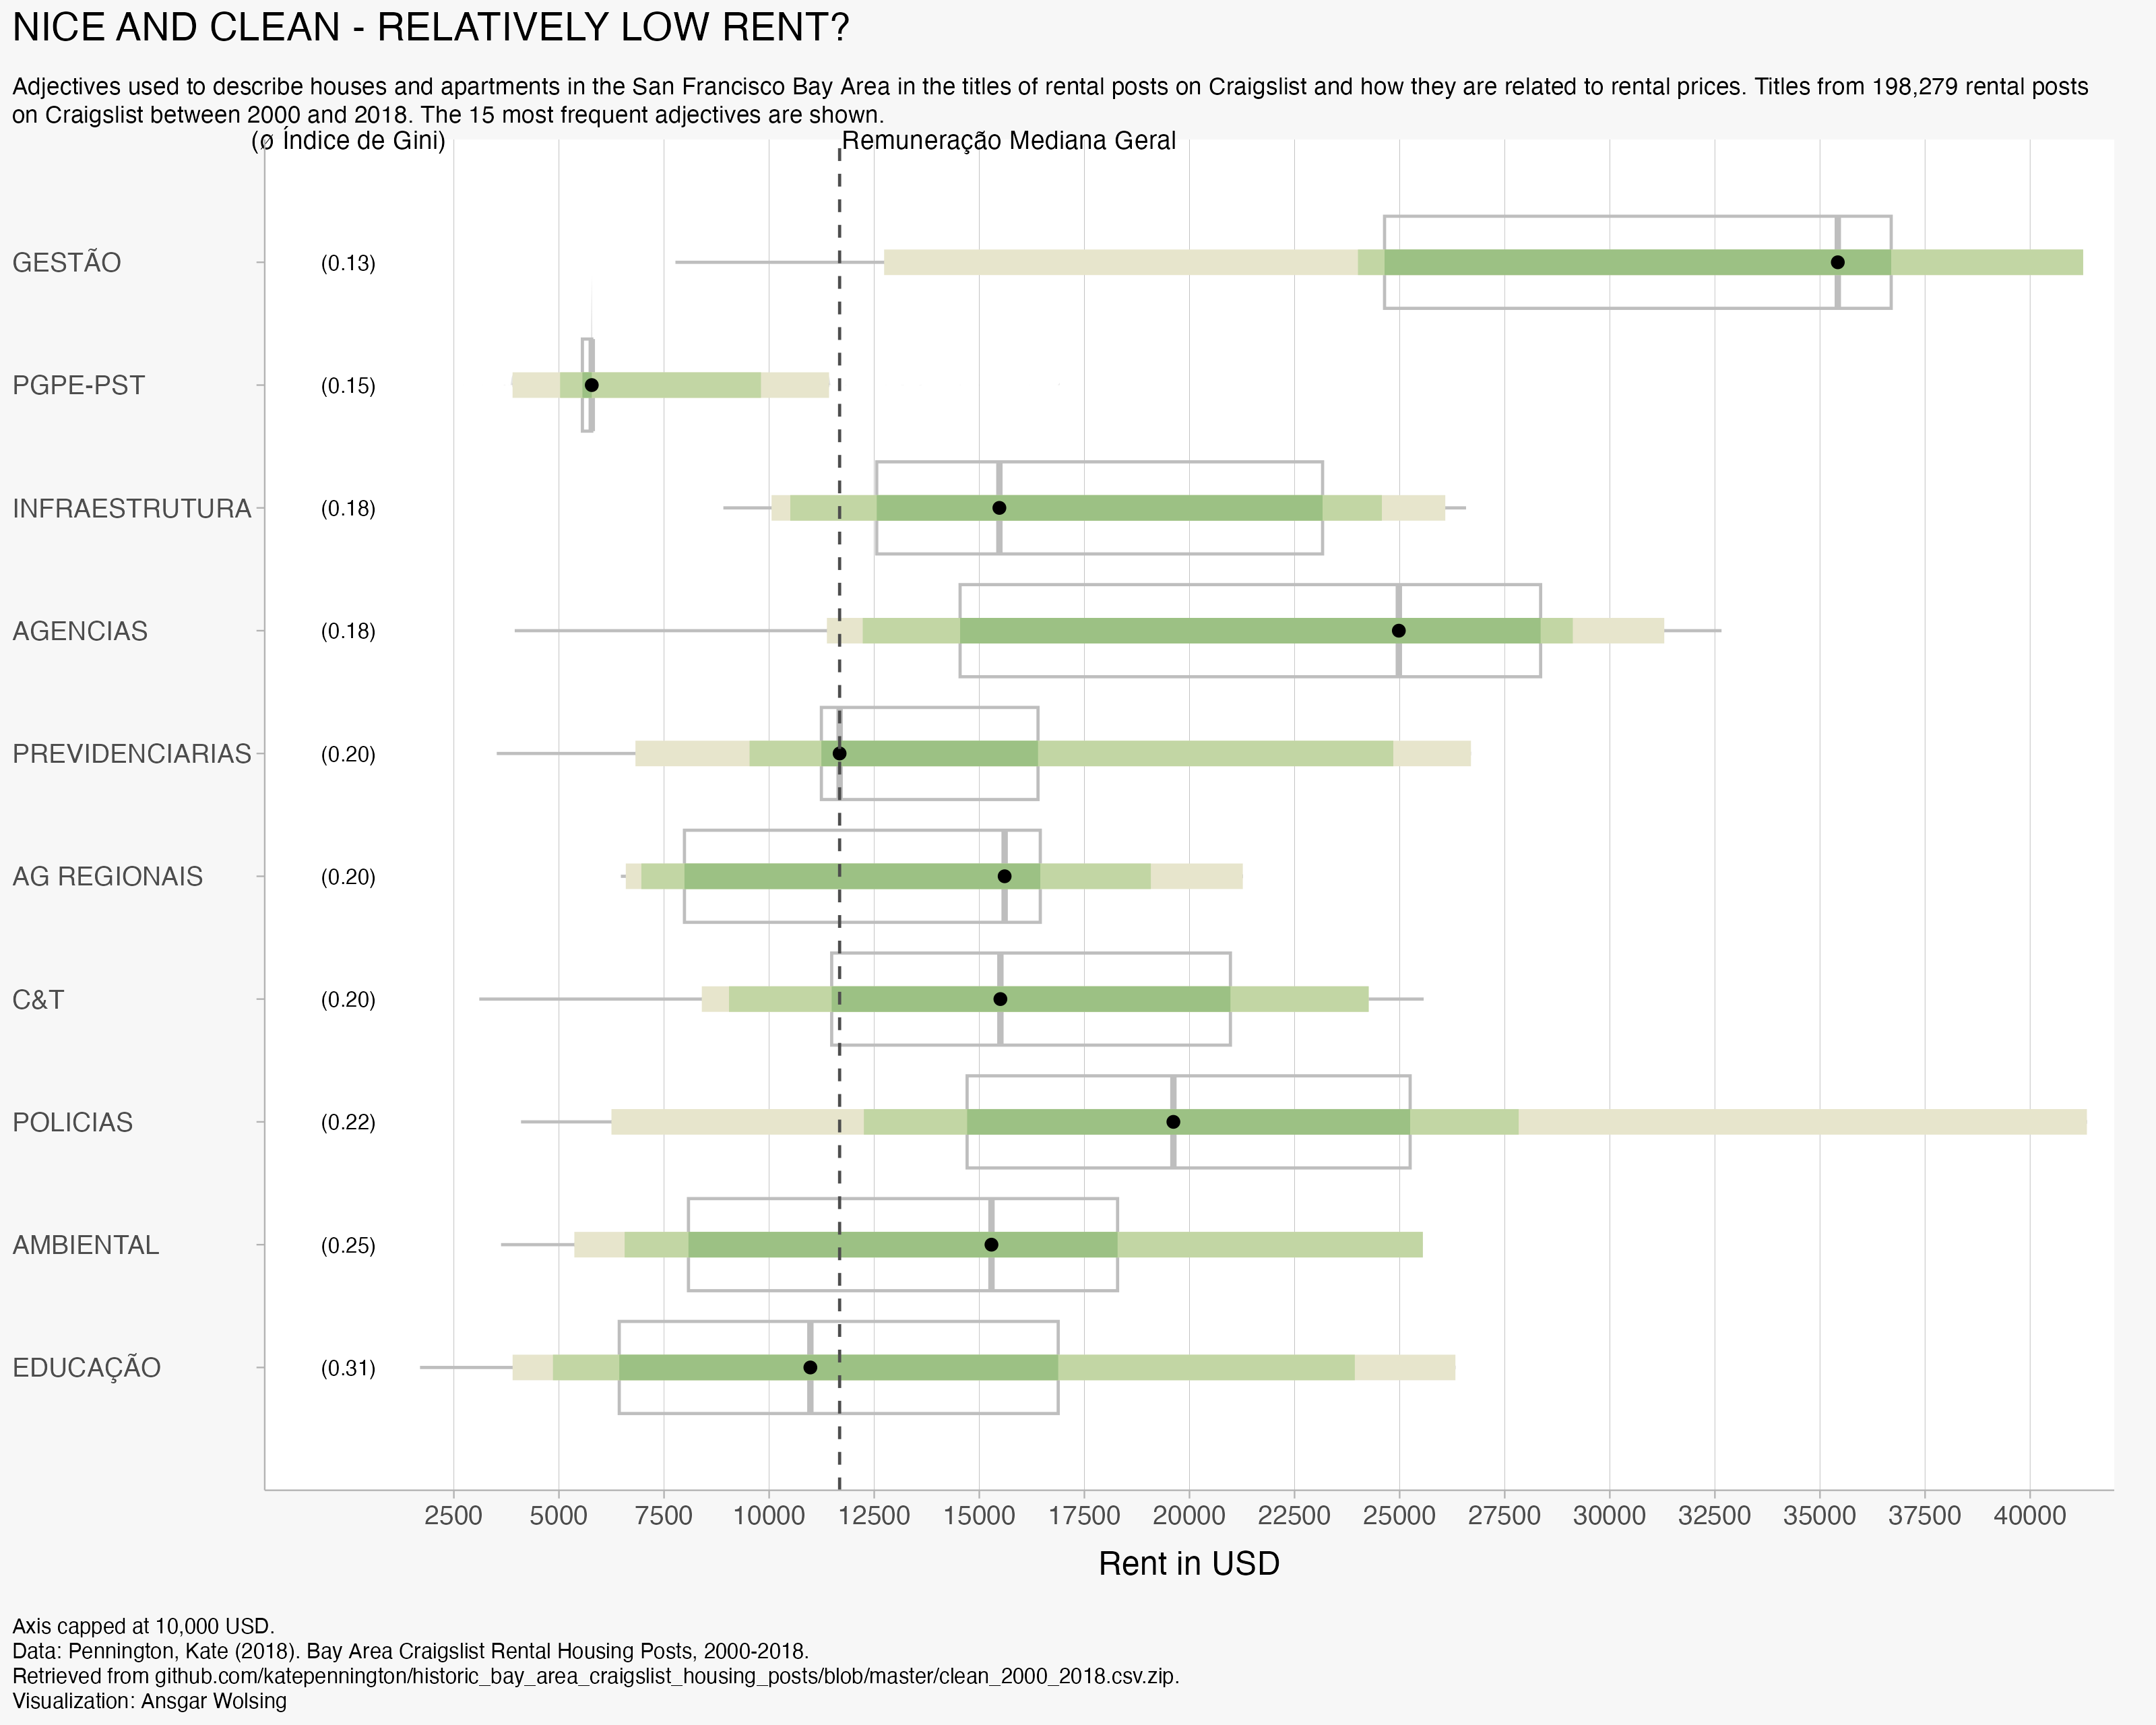 NICE AND CLEAN - RELATIVELY LOW RENT?
Adjectives used to describe houses and apartments in the San Francisco Bay Area in the titles of rental posts on Craigslist and how they are related to rental prices. Titles from 198,279 rental posts
on Craigslist between 2000 and 2018. The 15 most frequent adjectives are shown.
(ø Índice de Gini) Remuneração Mediana Geral
GESTÃO (0.13)
PGPE-PST (0.15)
INFRAESTRUTURA (0.18)
AGENCIAS (0.18)
PREVIDENCIARIAS (0.20)
AG REGIONAIS (0.20)
C&T (0.20)
POLICIAS (0.22)
AMBIENTAL (0.25)
EDUCAÇÃO (0.31)
2500 5000 7500 10000 12500 15000 17500 20000 22500 25000 27500 30000 32500 35000 37500 40000
Rent in USD
Axis capped at 10,000 USD.
Data: Pennington, Kate (2018). Bay Area Craigslist Rental Housing Posts, 2000-2018.
Retrieved from github.com/katepennington/historic_bay_area_craigslist_housing_posts/blob/master/clean_2000_2018.csv.zip.
Visualization: Ansgar Wolsing